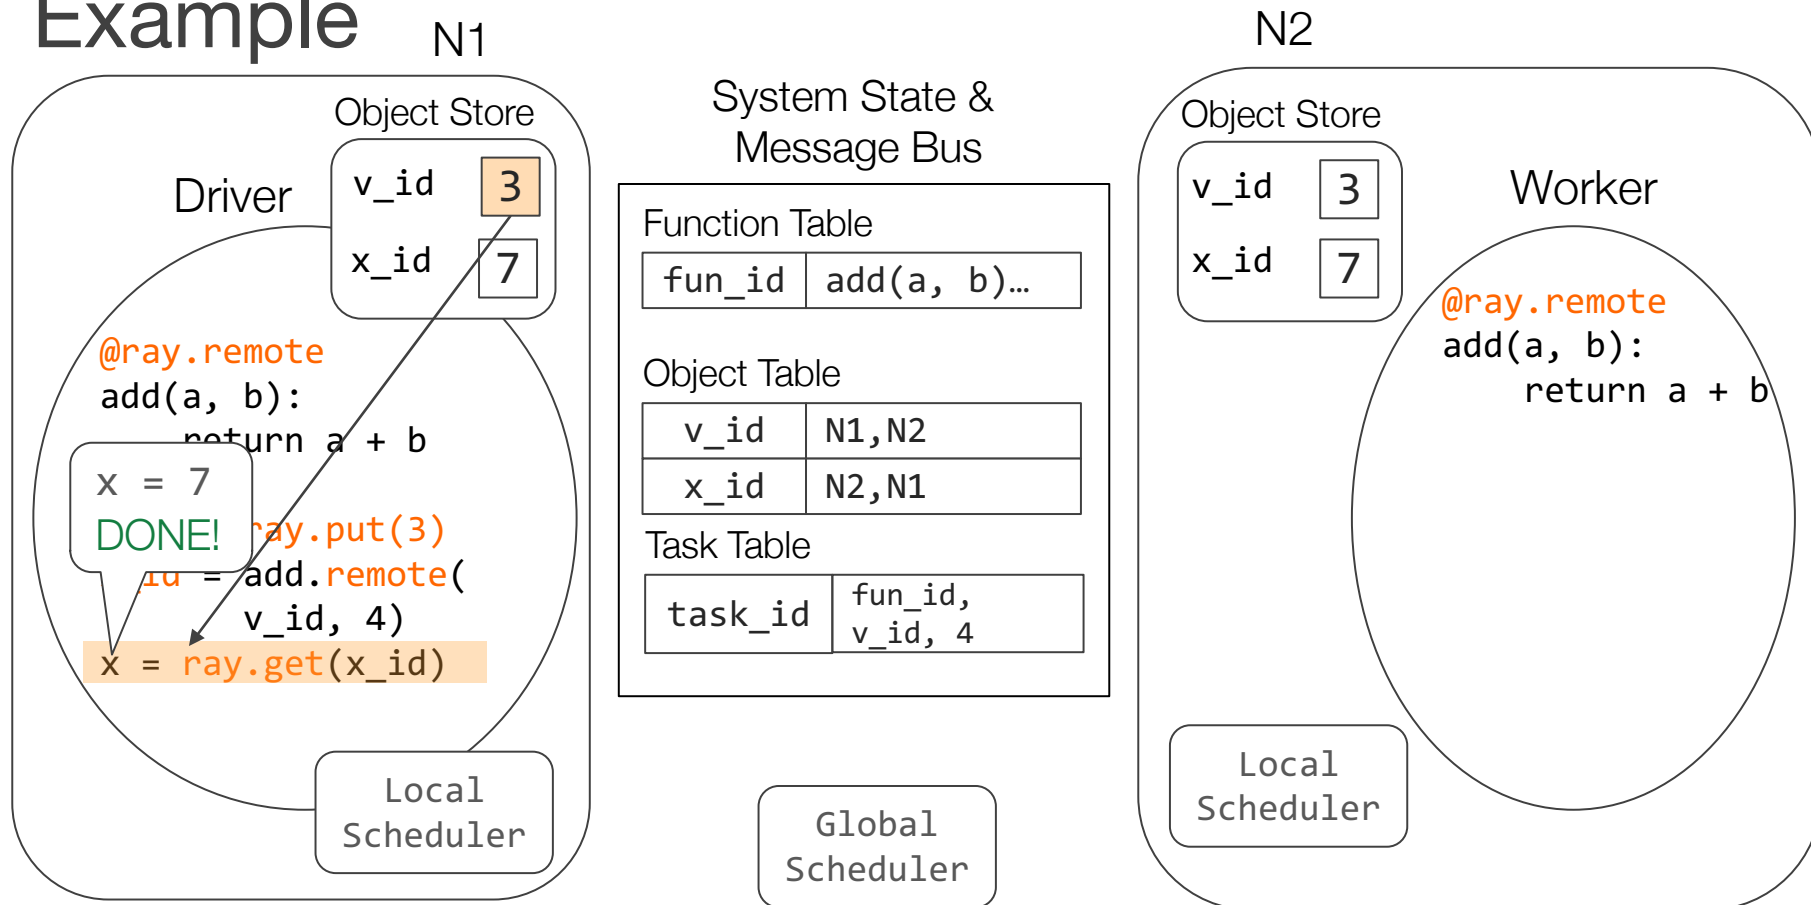 Example
N1
Object Store
v_id 3
x_id 7
Driver
@ray.remote
add(a, b):
return a + b
x = 7
DONE!
ray.put(3)
id = add.remote(
v_id, 4)
x = ray.get(x_id)
Local
Scheduler
System State &
Message Bus
Function Table
fun_id add(a, b)…
Object Table
v_id N1,N2
x_id N2,N1
Task Table
task_id fun_id,
v_id, 4
Global
Scheduler
N2
Object Store
v_id 3
x_id 7
Worker
@ray.remote
add(a, b):
return a + b
Local
Scheduler